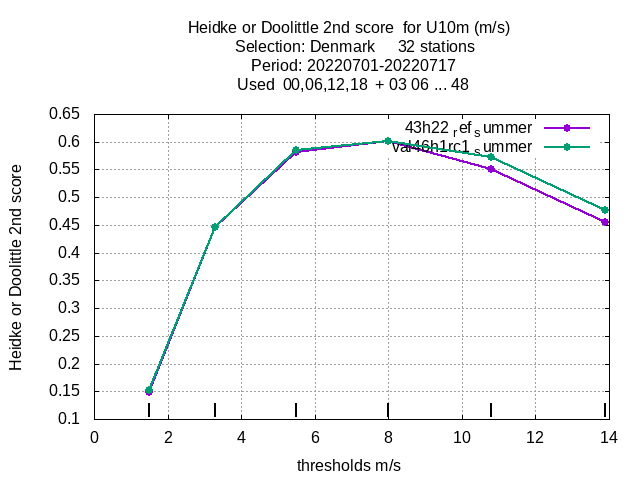 Heidke or Doolittle 2nd score for U10m (m/s)
Selection: Denmark 32 stations
Period: 20220701-20220717
Used 00,06,12,18 + 03 06 ... 48
43h22ref summer
val46h1rc1 summer
Heidke or Doolittle 2nd score
0.65
0.6
0.55
0.5
0.45
0.4
0.35
0.3
0.25
0.2
0.15
0.1
0 2 4 6 8 10 12 14
thresholds m/s